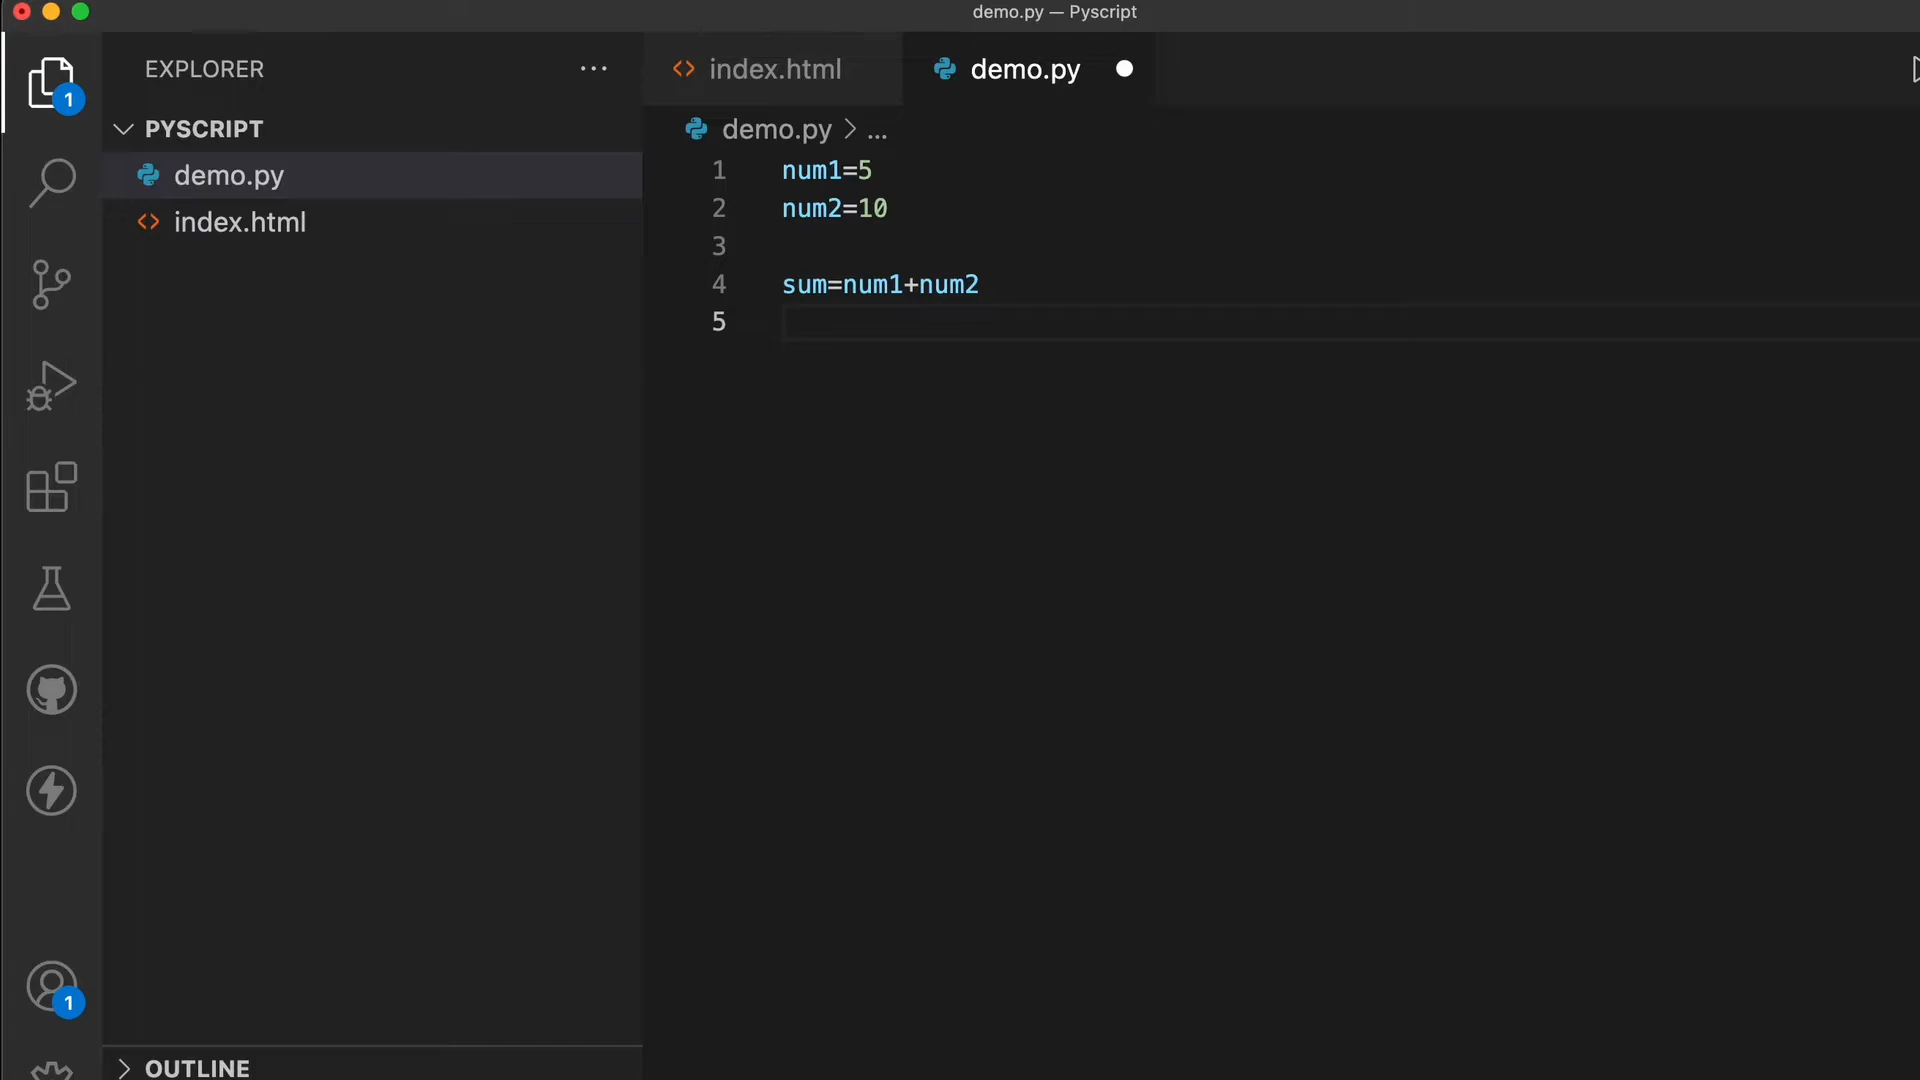 demo.py — Pyscript
EXPLORER ...
index.html
demo.py
PYSCRIPT
demo.py
index.html
demo.py > ...
1 num1=5
2 num2=10
3
4 sum=num1+num2
5
1
1
OUTLINE